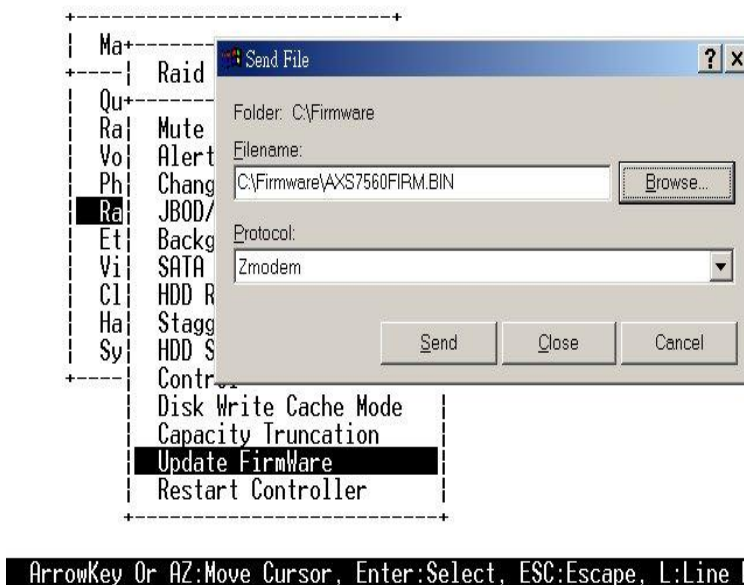 Ma
Raid
Qu
Ra
Vo
Ph
Ra
Et
Vi
Cl
Ha
Sy
Mute
Alert
Chang
JBOD/
Backg
SATA
HDD R
Stagg
HDD S
Control
Disk Write Cache Mode
Capacity Truncation
Update FirmWare
Restart Controller
Send File
Folder: C:\Firmware
Filename:
C:\Firmware\AXS7560FIRM.BIN
Browse...
Protocol:
Zmodem
Send
Close
Cancel
ArrowKey Or AZ:Move Cursor, Enter:Select, ESC:Escape, L:Line